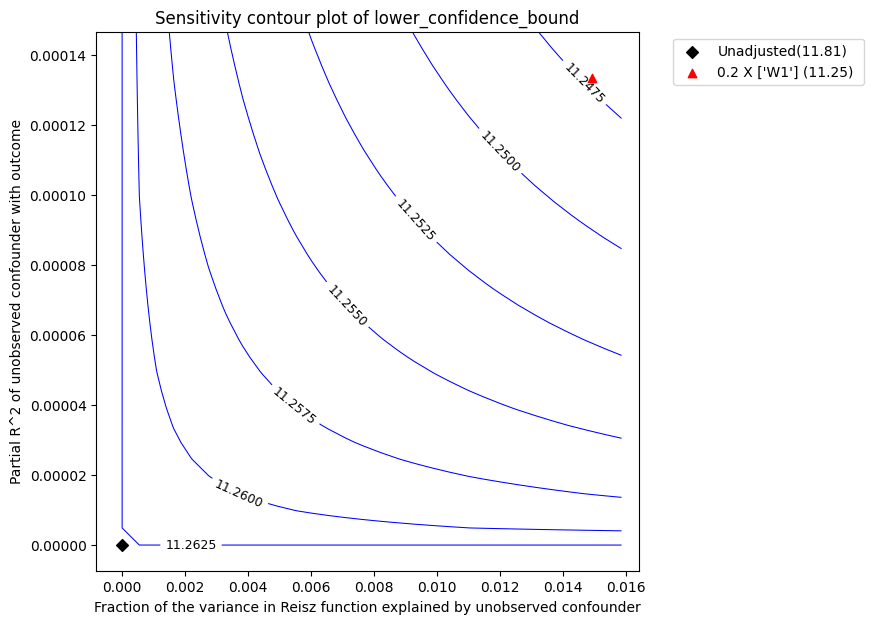 Sensitivity contour plot of lower_confidence_bound
Unadjusted(11.81)
0.2 X ['W1'] (11.25)
Partial R^2 of unobserved confounder with outcome
0.00014
0.00012
0.00010
0.00008
0.00006
0.00004
0.00002
0.00000
11.2475
11.2500
11.2525
11.2550
11.2575
11.2600
11.2625
0.000 0.002 0.004 0.006 0.008 0.010 0.012 0.014 0.016
Fraction of the variance in Reisz function explained by unobserved confounder